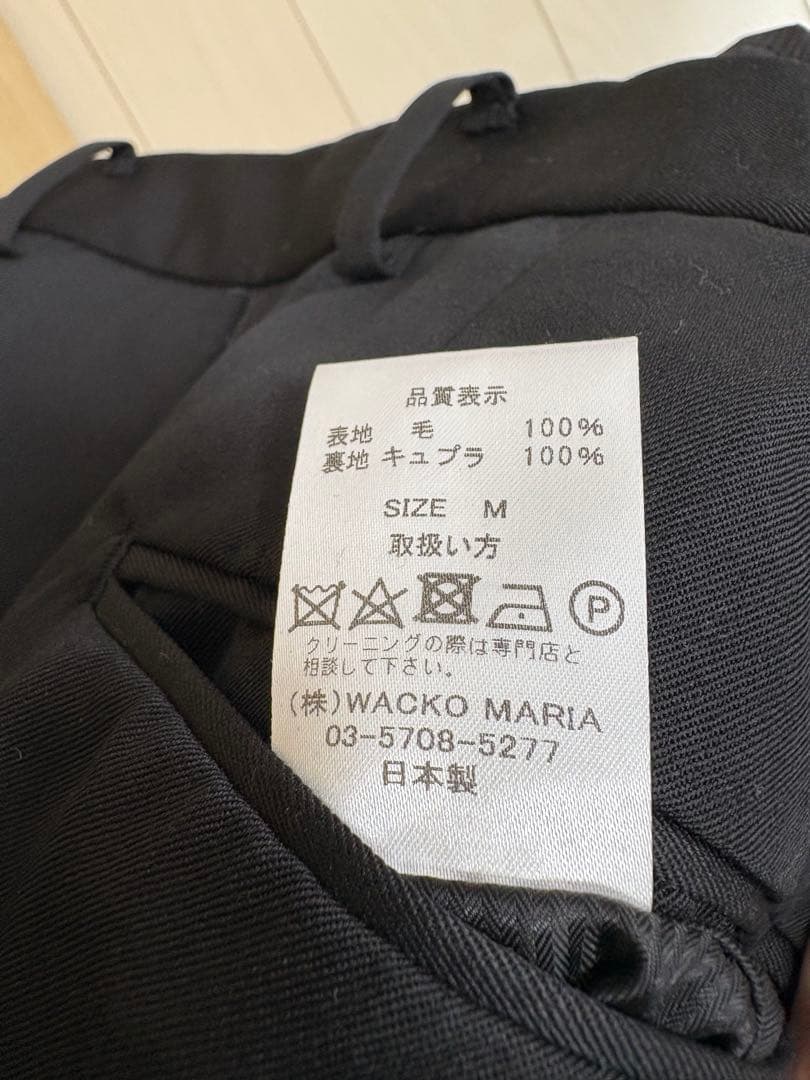 品質表示
表地 毛 100%
裏地 キュプラ 100%
SIZE M
取扱い方
P
クリーニングの際は専門店と
相談して下さい。
(株)WACKO MARIA
03-5708-5277
日本製